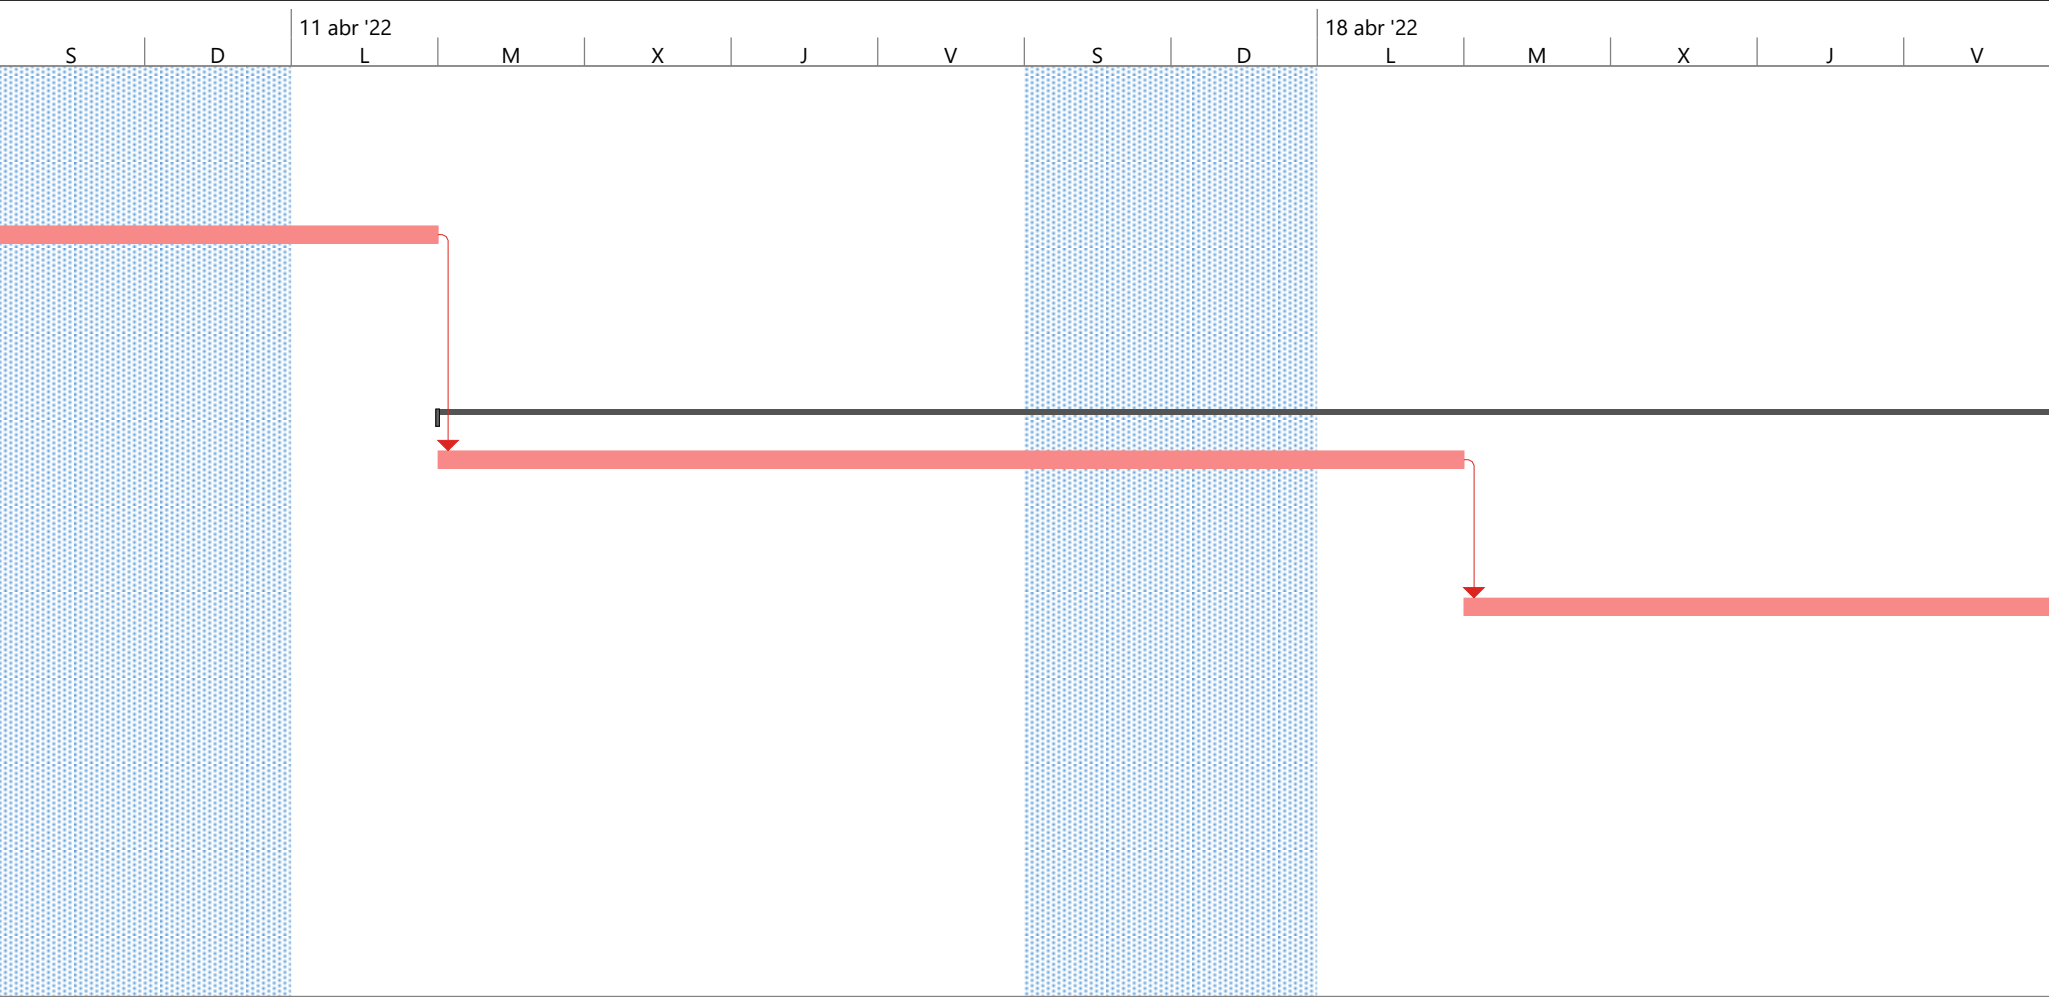 11 abr '22 18 abr '22
S D L M X J V S D L M X J V